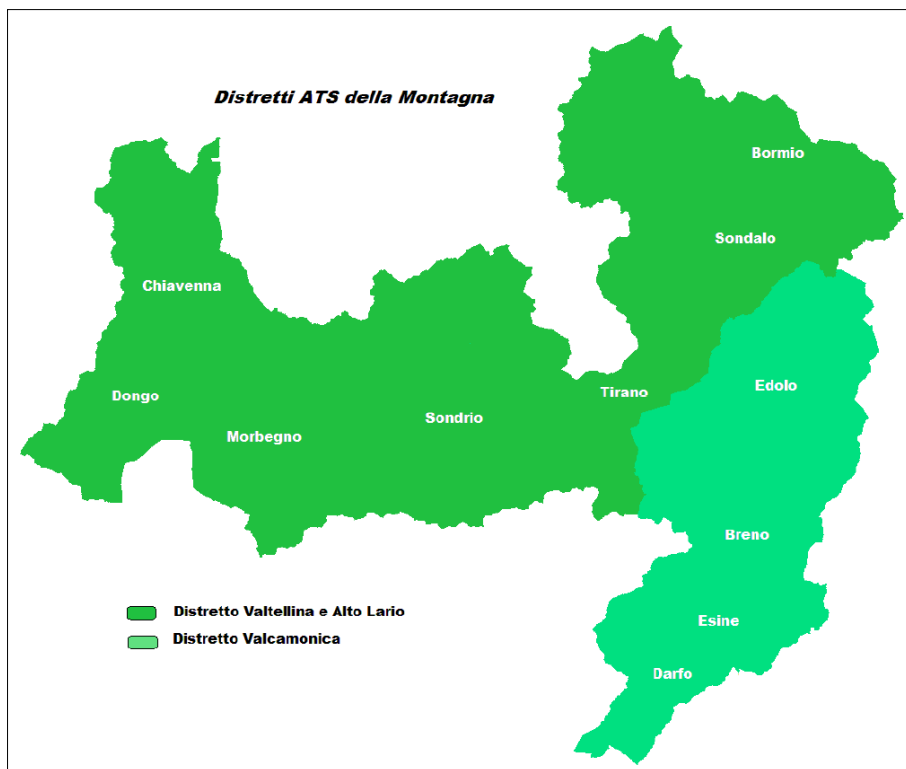 Distretti ATS della Montagna
Bormio
Sondalo
Chiavenna
Edolo
Tirano
Dongo
Sondrio
Morbegno
Breno
Distretto Valtellina e Alto Lario
Esine
Distretto Valcamonica
Darfo